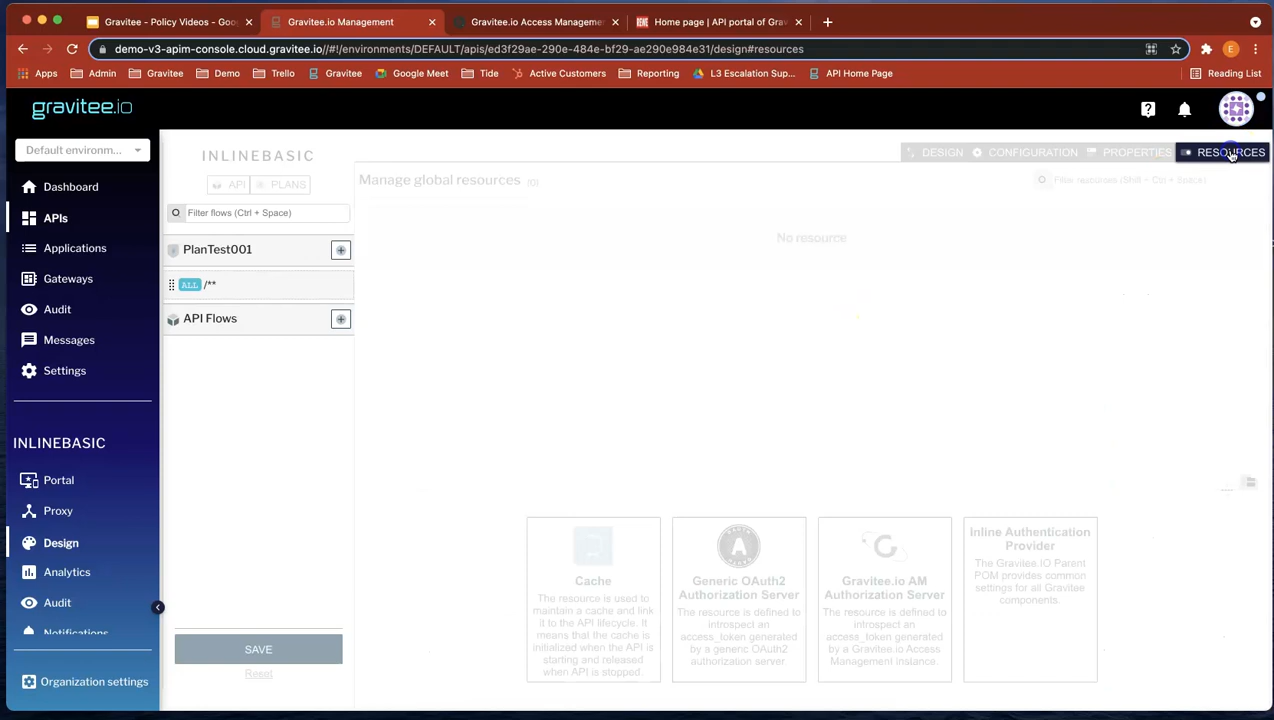 Gravitee - Policy Videos - Goo
Gravitee.io Management
Gravitee.io Access Manageme
Home page | API portal of Grav
demo-v3-apim-console.cloud.gravitee.io//#!/environments/DEFAULT/apis/ed3f29ae-290e-484e-bf29-ae290e984e31/design#resources
E
Apps
Admin
Gravitee
Demo
Trello
Gravitee
Google Meet
Tide
Active Customers
Reporting
L3 Escalation Sup...
API Home Page
Reading List
gravitee.io
Default environm...
Dashboard
APIs
Applications
Gateways
Audit
Messages
Settings
INLINEBASIC
Portal
Proxy
Design
Analytics
Audit
Notifications
Organization settings
INLINEBASIC
API
PLANS
Filter flows (Ctrl + Space)
PlanTest001
ALL /**
API Flows
SAVE
Reset
DESIGN
CONFIGURATION
PROPERTIES
RESOURCES
Manage global resources (0)
Filter resources (Shift + Ctrl + Space)
No resource
Cache
The resource is used to
maintain a cache and link
it to the API lifecycle. It
means that the cache is
initialized when the API is
starting and released
when API is stopped.
Generic OAuth2
Authorization Server
The resource is defined to
introspect an
access_token generated
by a generic OAuth2
authorization server.
Gravitee.io AM
Authorization Server
The resource is defined to
introspect an
access_token generated
by a Gravitee.io Access
Management instance.
Inline Authentication
Provider
The Gravitee.iO Parent
POM provides common
settings for all Gravitee
components.